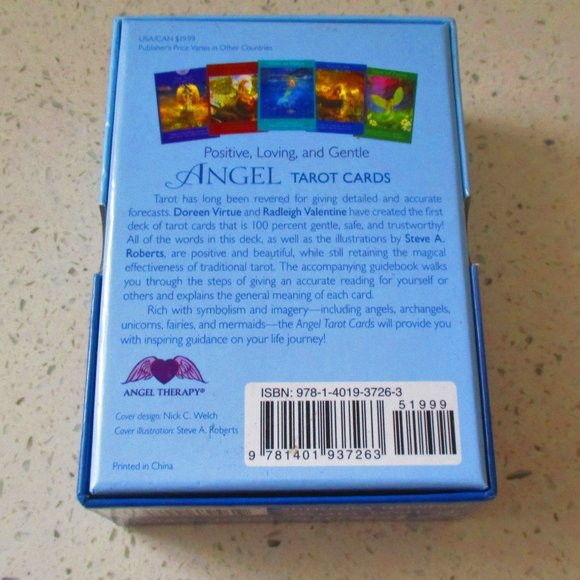 USA/CAN $19.99
Publisher's Price Varies in Other Countries
Positive, Loving, and Gentle
ANGEL TAROT CARDS
Tarot has long been revered for giving detailed and accurate
forecasts. Doreen Virtue and Radleigh Valentine have created the first
deck of tarot cards that is 100 percent gentle, safe, and trustworthy!
All of the words in this deck, as well as the illustrations by Steve A.
Roberts, are positive and beautiful, while still retaining the magical
effectiveness of traditional tarot. The accompanying guidebook walks
you through the steps of giving an accurate reading for yourself or
others and explains the general meaning of each card.
Rich with symbolism and imagery—including angels, archangels,
unicorns, fairies, and mermaids—the Angel Tarot Cards will provide you
with inspiring guidance on your life journey!
ANGEL THERAPY®
Cover design: Nick C. Welch
Cover illustration: Steve A. Roberts
Printed in China
ISBN: 978-1-4019-3726-3
51999
9 781401 937263